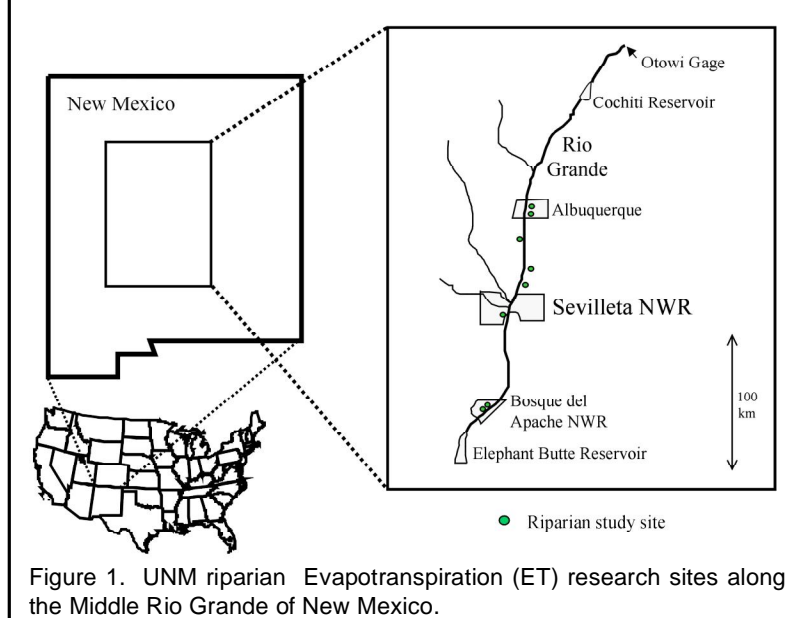 New Mexico
Otowi Gage
Cochiti Reservoir
Rio
Grande
Albuquerque
Sevilleta NWR
100
km
Bosque del
Apache NWR
Elephant Butte Reservoir
Riparian study site
Figure 1. UNM riparian Evapotranspiration (ET) research sites along
the Middle Rio Grande of New Mexico.